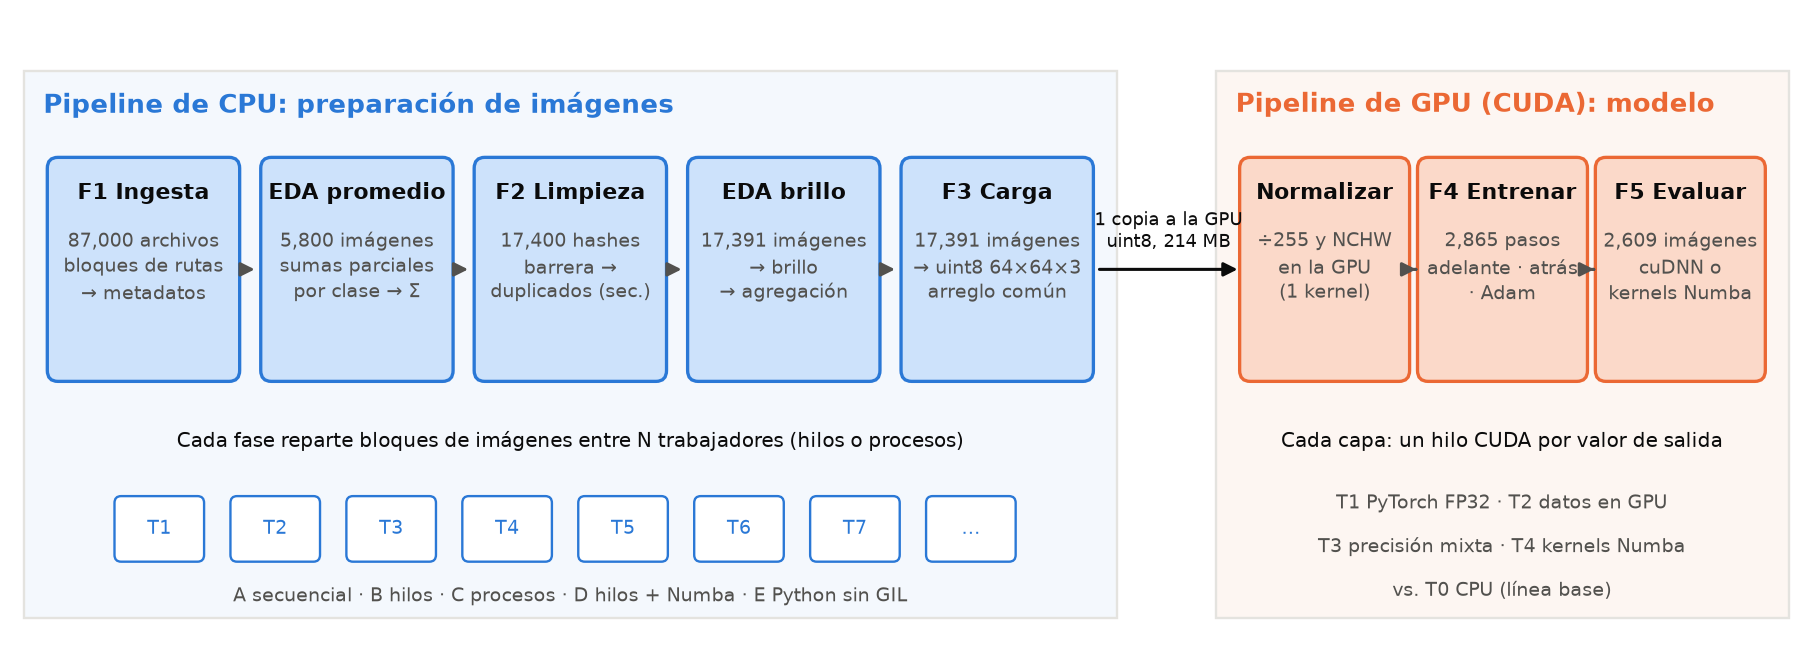 Pipeline de CPU: preparación de imágenes
F1 Ingesta
87,000 archivos
bloques de rutas
→ metadatos
EDA promedio
5,800 imágenes
sumas parciales
por clase → Σ
F2 Limpieza
17,400 hashes
barrera →
duplicados (sec.)
EDA brillo
17,391 imágenes
→ brillo
→ agregación
F3 Carga
17,391 imágenes
→ uint8 64×64×3
arreglo común
Cada fase reparte bloques de imágenes entre N trabajadores (hilos o procesos)
T1
T2
T3
T4
T5
T6
T7
...
A secuencial · B hilos · C procesos · D hilos + Numba · E Python sin GIL
1 copia a la GPU
uint8, 214 MB
Pipeline de GPU (CUDA): modelo
Normalizar
÷255 y NCHW
en la GPU
(1 kernel)
F4 Entrenar
2,865 pasos
adelante · atrás
· Adam
F5 Evaluar
2,609 imágenes
cuDNN o
kernels Numba
Cada capa: un hilo CUDA por valor de salida
T1 PyTorch FP32 · T2 datos en GPU
T3 precisión mixta · T4 kernels Numba
vs. T0 CPU (línea base)